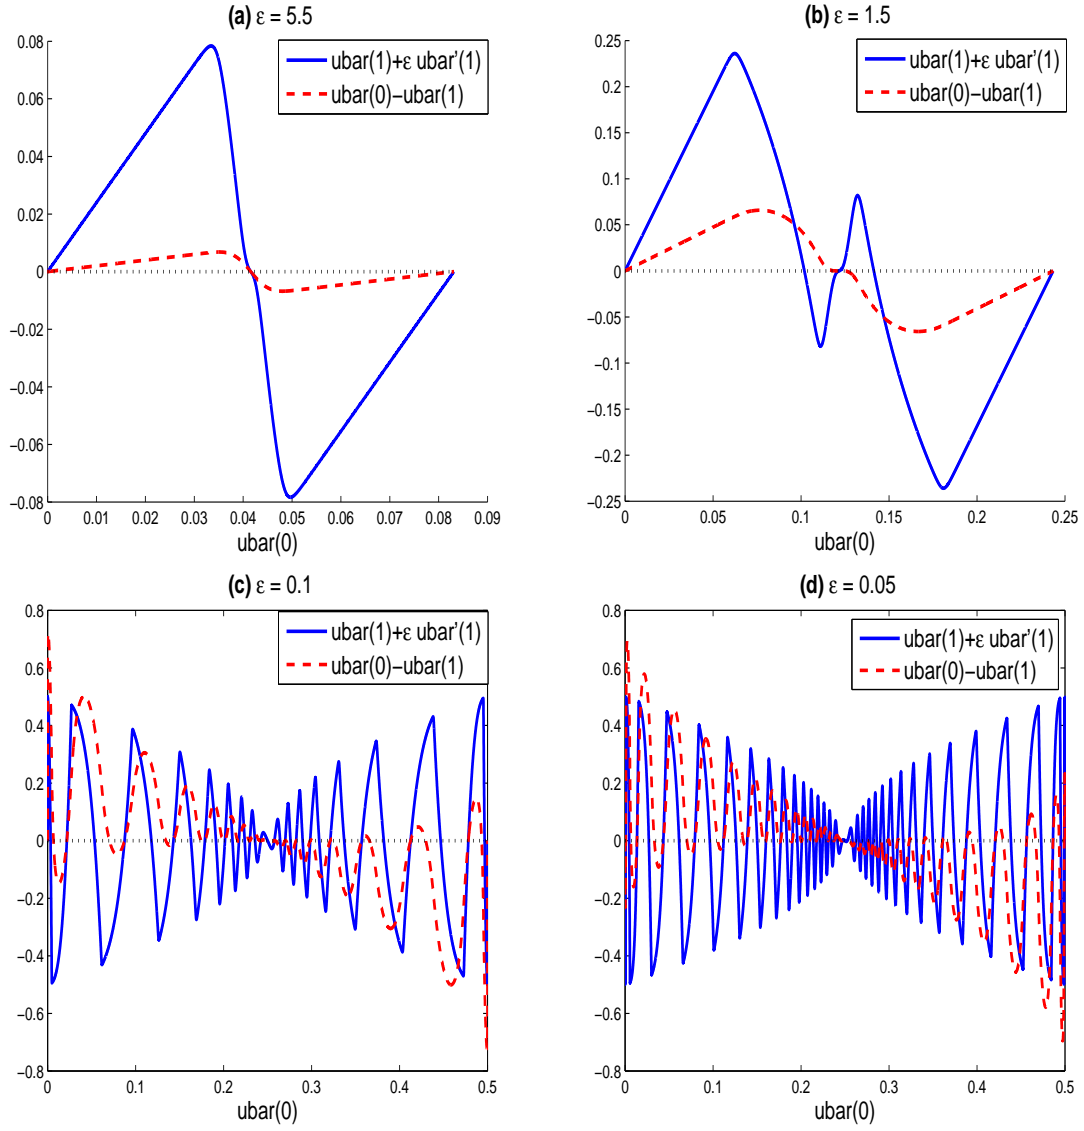 (a) ε = 5.5
0.08
0.06
0.04
0.02
0
−0.02
−0.04
−0.06
−0.08
ubar(1)+ε ubar'(1)
ubar(0)−ubar(1)
0 0.01 0.02 0.03 0.04 0.05 0.06 0.07 0.08 0.09
ubar(0)
(b) ε = 1.5
0.25
0.2
0.15
0.1
0.05
0
−0.05
−0.1
−0.15
−0.2
−0.25
ubar(1)+ε ubar'(1)
ubar(0)−ubar(1)
0 0.05 0.1 0.15 0.2 0.25
ubar(0)
(c) ε = 0.1
0.8
0.6
0.4
0.2
0
−0.2
−0.4
−0.6
−0.8
ubar(1)+ε ubar'(1)
ubar(0)−ubar(1)
0 0.1 0.2 0.3 0.4 0.5
ubar(0)
(d) ε = 0.05
0.8
0.6
0.4
0.2
0
−0.2
−0.4
−0.6
−0.8
ubar(1)+ε ubar'(1)
ubar(0)−ubar(1)
0 0.1 0.2 0.3 0.4 0.5
ubar(0)